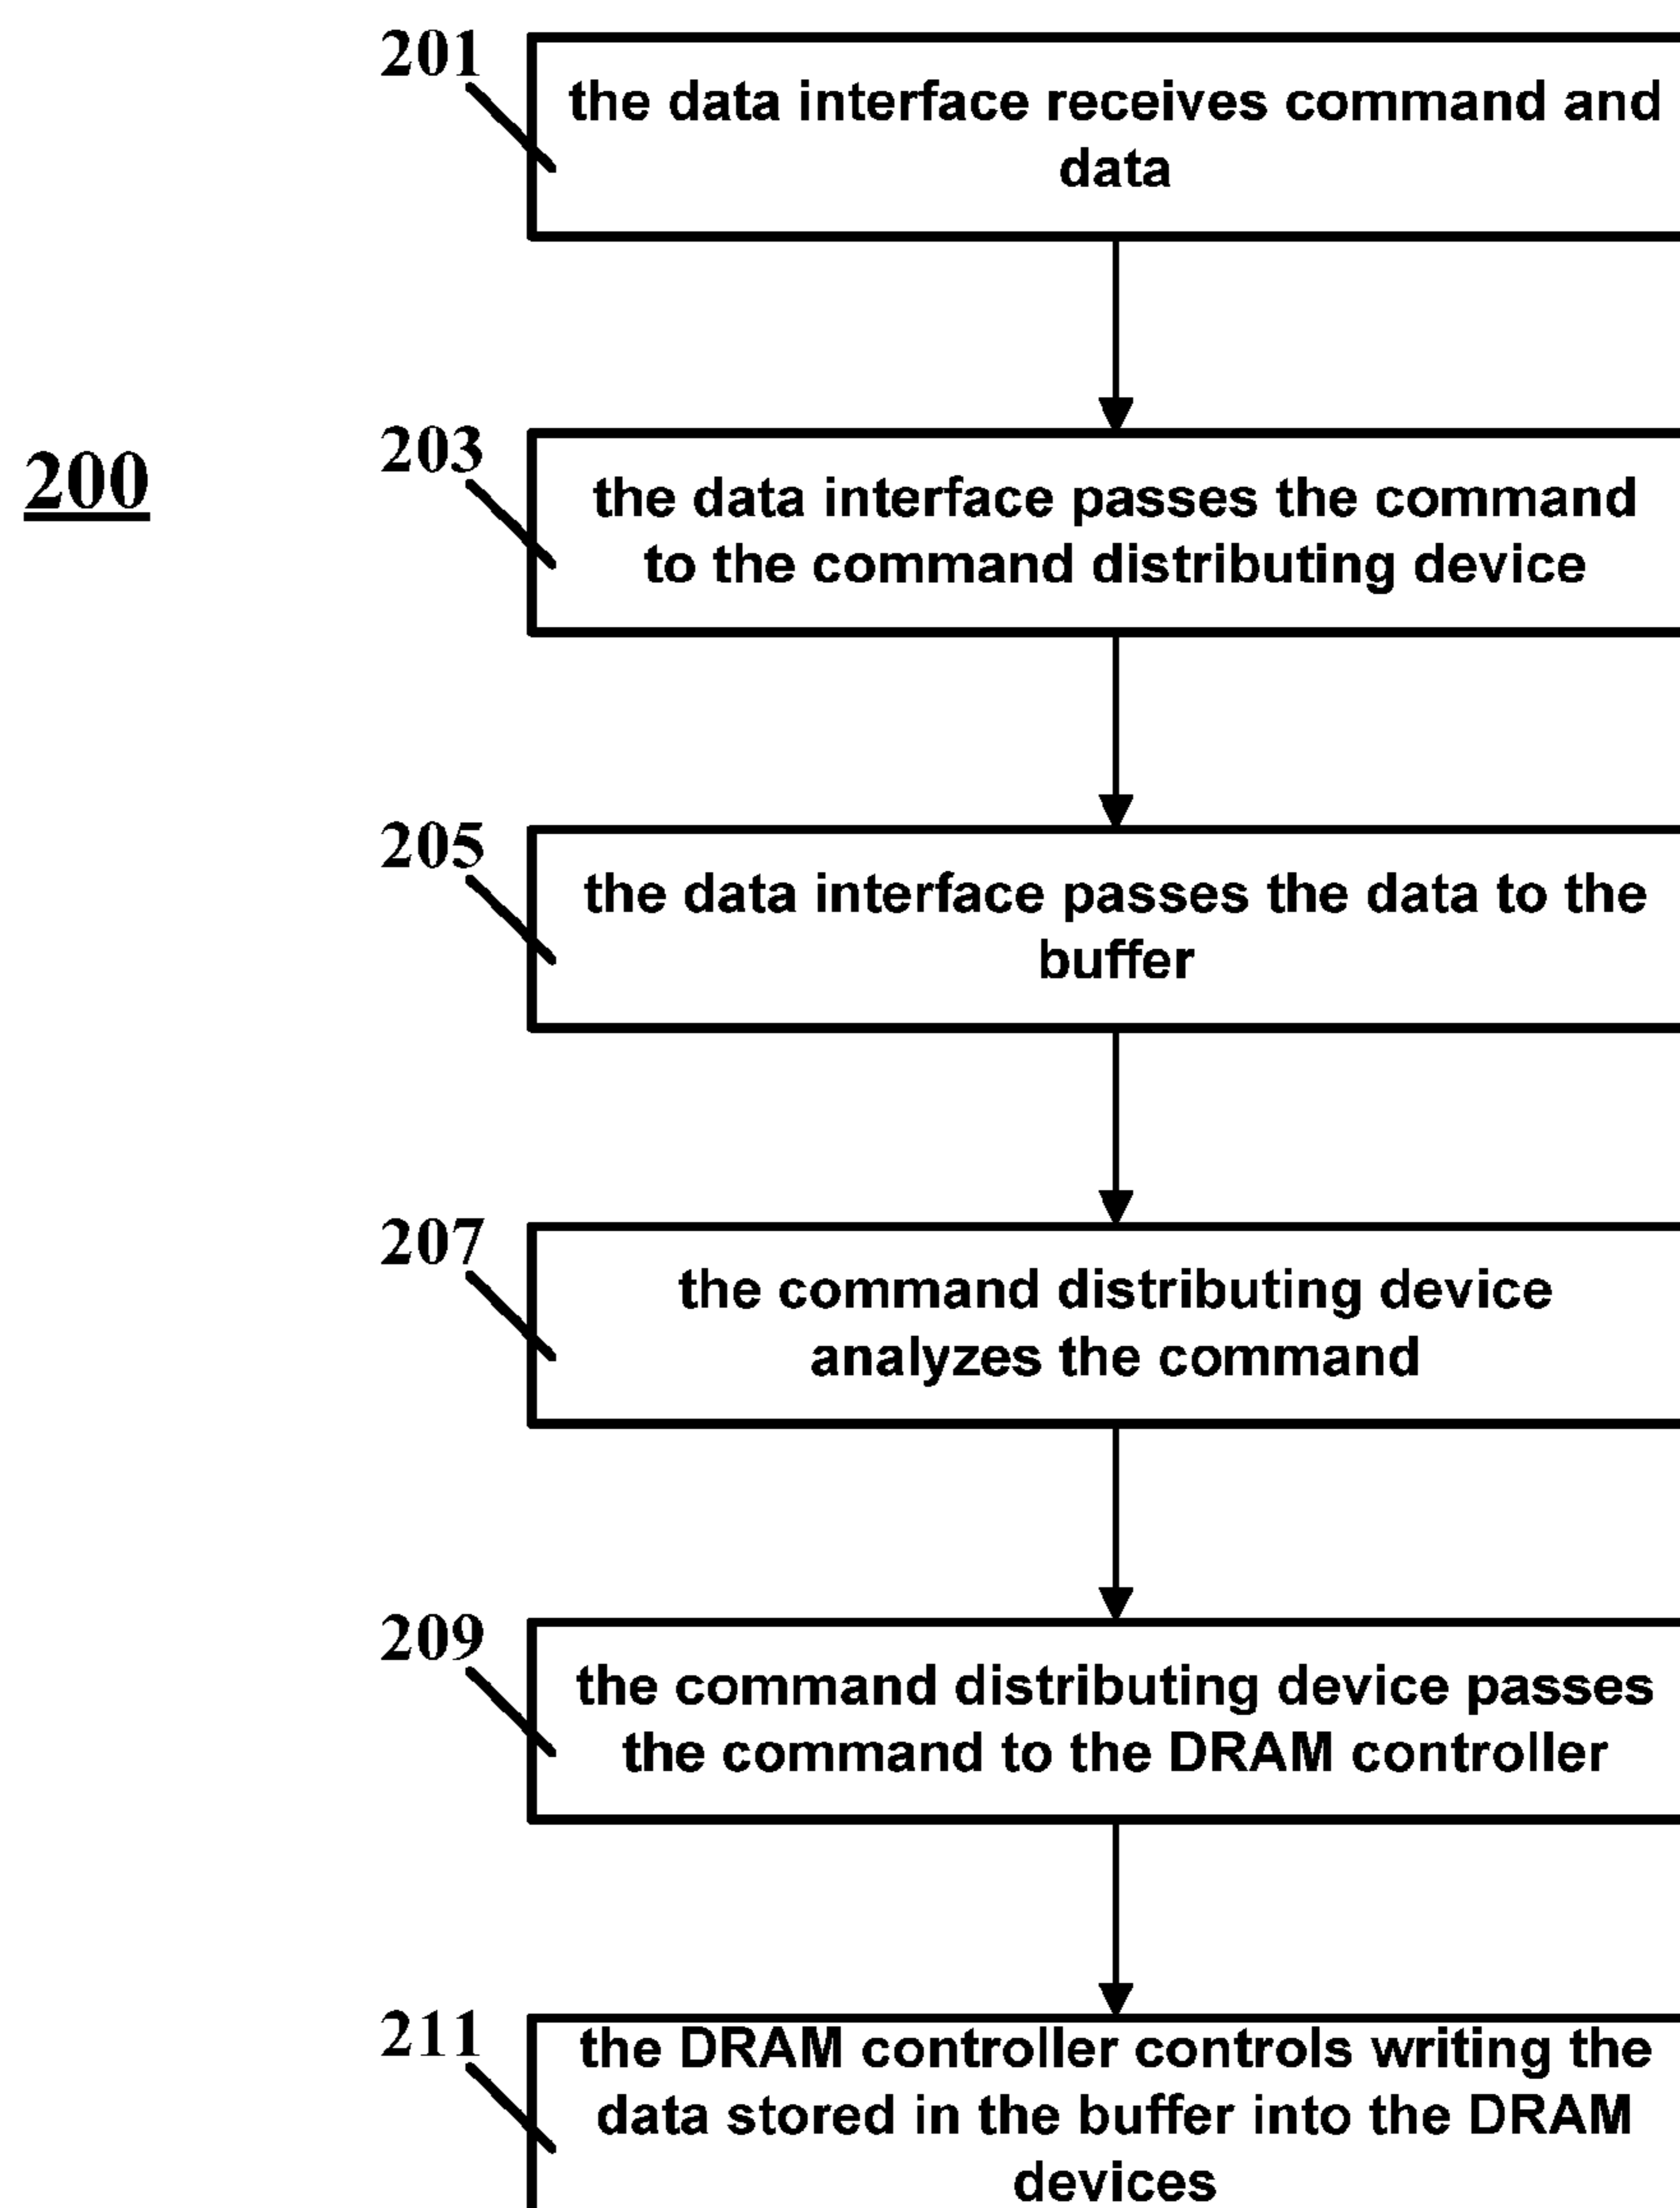 201
the data interface receives command and
data
200
203
the data interface passes the command
to the command distributing device
205
the data interface passes the data to the
buffer
207
the command distributing device
analyzes the command
209
the command distributing device passes
the command to the DRAM controller
211
the DRAM controller controls writing the
data stored in the buffer into the DRAM
devices